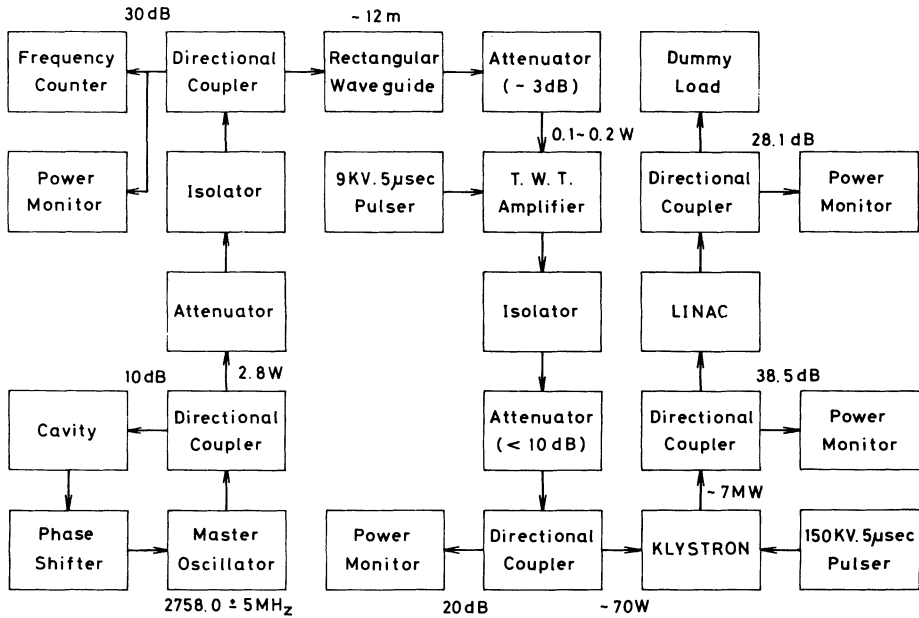 30 dB
~ 12 m
Frequency
Counter
Directional
Coupler
Rectangular
Waveguide
Attenuator
(~ 3dB)
Dummy
Load
0.1~0.2 W
28.1 dB
Power
Monitor
Isolator
9KV. 5μsec
Pulser
T. W. T.
Amplifier
Directional
Coupler
Power
Monitor
Attenuator
Isolator
LINAC
10dB
2.8W
38.5 dB
Cavity
Directional
Coupler
Attenuator
(< 10 dB)
Directional
Coupler
Power
Monitor
~7MW
Phase
Shifter
Master
Oscillator
Power
Monitor
Directional
Coupler
KLYSTRON
150KV. 5μsec
Pulser
2758.0 ± 5MHz
20dB
~70W